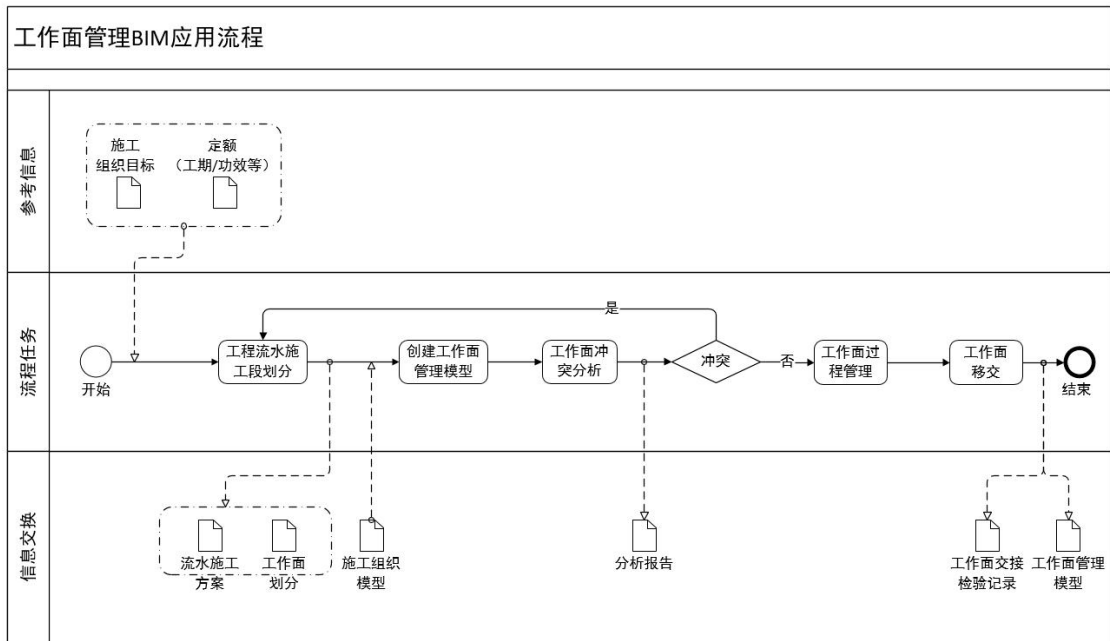 工作面管理BIM应用流程
参考信息
施工
组织目标
定额
（工期/功效等）
流程任务
开始
工程流水施
工段划分
创建工作面
管理模型
工作面冲
突分析
是
冲突
否
工作面过
程管理
工作面
移交
结束
信息交换
流水施工
方案
工作面
划分
施工组织
模型
分析报告
工作面交接
检验记录
工作面管理
模型